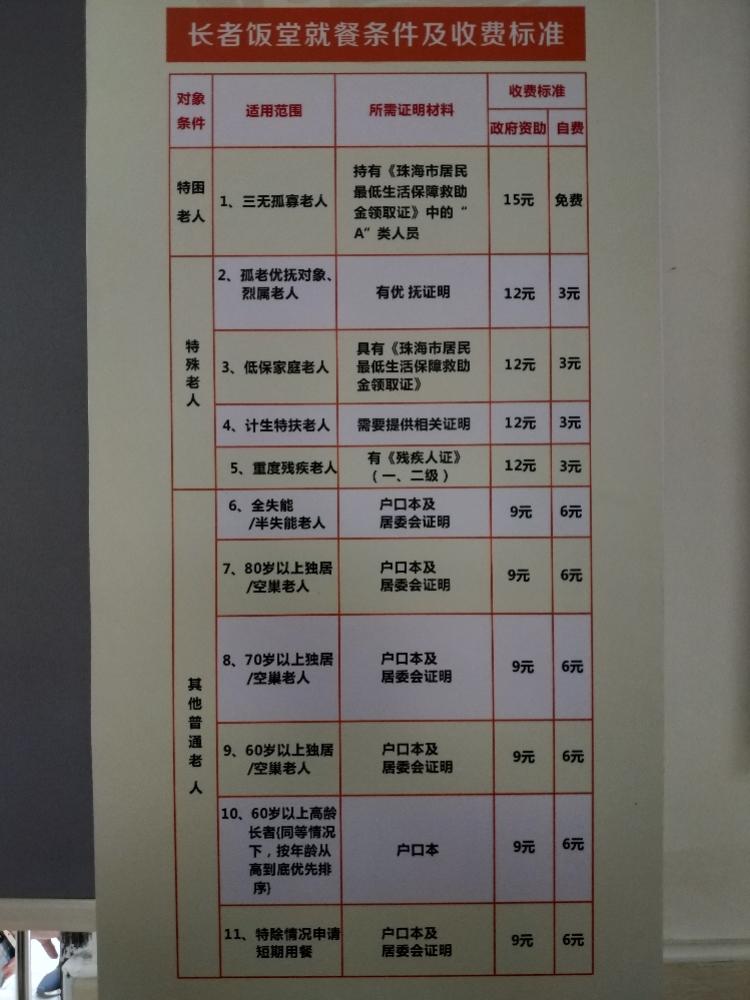 长者饭堂就餐条件及收费标准
对象
条件
适用范围
所需证明材料
收费标准
政府资助
自费
特困
老人
1、三无孤寡老人
持有《珠海市居民
最低生活保障救助
金领取证》中的“
A”类人员
15元
免费
特
殊
老
人
2、孤老优抚对象、
烈属老人
有优 抚证明
12元
3元
3、低保家庭老人
具有《珠海市居民
最低生活保障救助
金领取证》
12元
3元
4、计生特扶老人
需要提供相关证明
12元
3元
5、重度残疾老人
有《残疾人证》
（一、二级）
12元
3元
其
他
普
通
老
人
6、全失能
/半失能老人
户口本及
居委会证明
9元
6元
7、80岁以上独居
/空巢老人
户口本及
居委会证明
9元
6元
8、70岁以上独居
/空巢老人
户口本及
居委会证明
9元
6元
9、60岁以上独居
/空巢老人
户口本及
居委会证明
9元
6元
10、60岁以上高龄
长者{同等情况
下，按年龄从
高到底优先排
序}
户口本
9元
6元
11、特除情况申请
短期用餐
户口本及
居委会证明
9元
6元